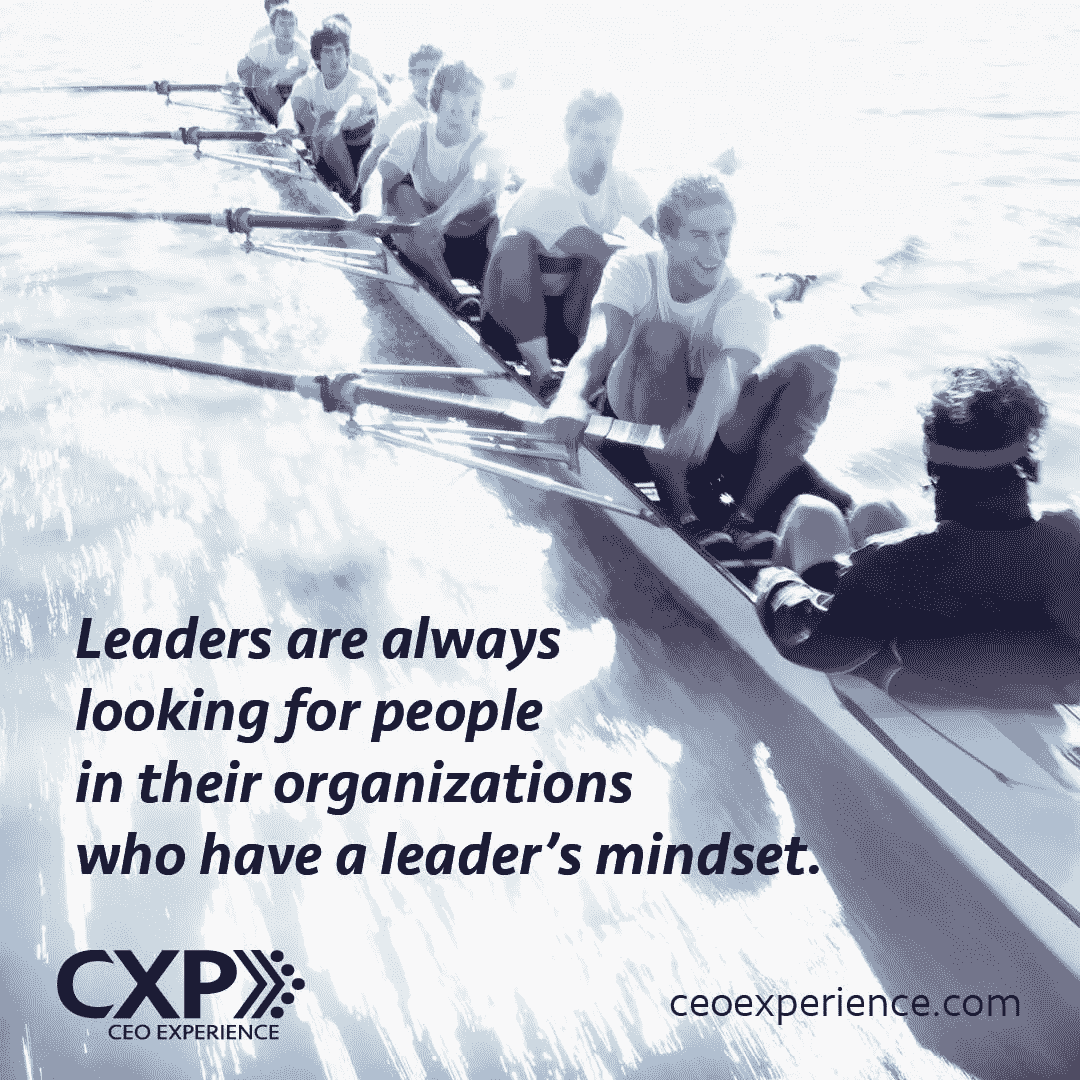 Leaders are always
looking for people
in their organizations
who have a leader’s mindset.
CXP
CEO EXPERIENCE
ceoexperience.com